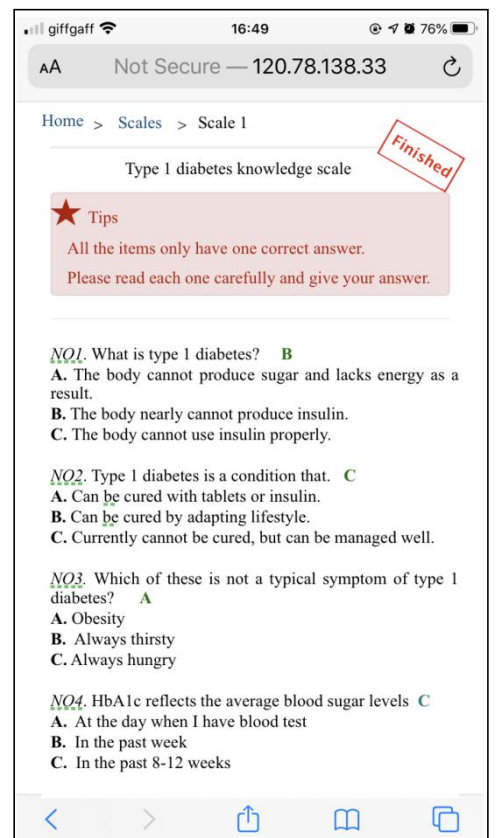 giffgaff 16:49 76%
AA Not Secure — 120.78.138.33
Home > Scales > Scale 1
Finished
Type 1 diabetes knowledge scale
Tips
All the items only have one correct answer.
Please read each one carefully and give your answer.
NO1. What is type 1 diabetes? B
A. The body cannot produce sugar and lacks energy as a
result.
B. The body nearly cannot produce insulin.
C. The body cannot use insulin properly.
NO2. Type 1 diabetes is a condition that. C
A. Can be cured with tablets or insulin.
B. Can be cured by adapting lifestyle.
C. Currently cannot be cured, but can be managed well.
NO3. Which of these is not a typical symptom of type 1
diabetes? A
A. Obesity
B. Always thirsty
C. Always hungry
NO4. HbA1c reflects the average blood sugar levels C
A. At the day when I have blood test
B. In the past week
C. In the past 8-12 weeks